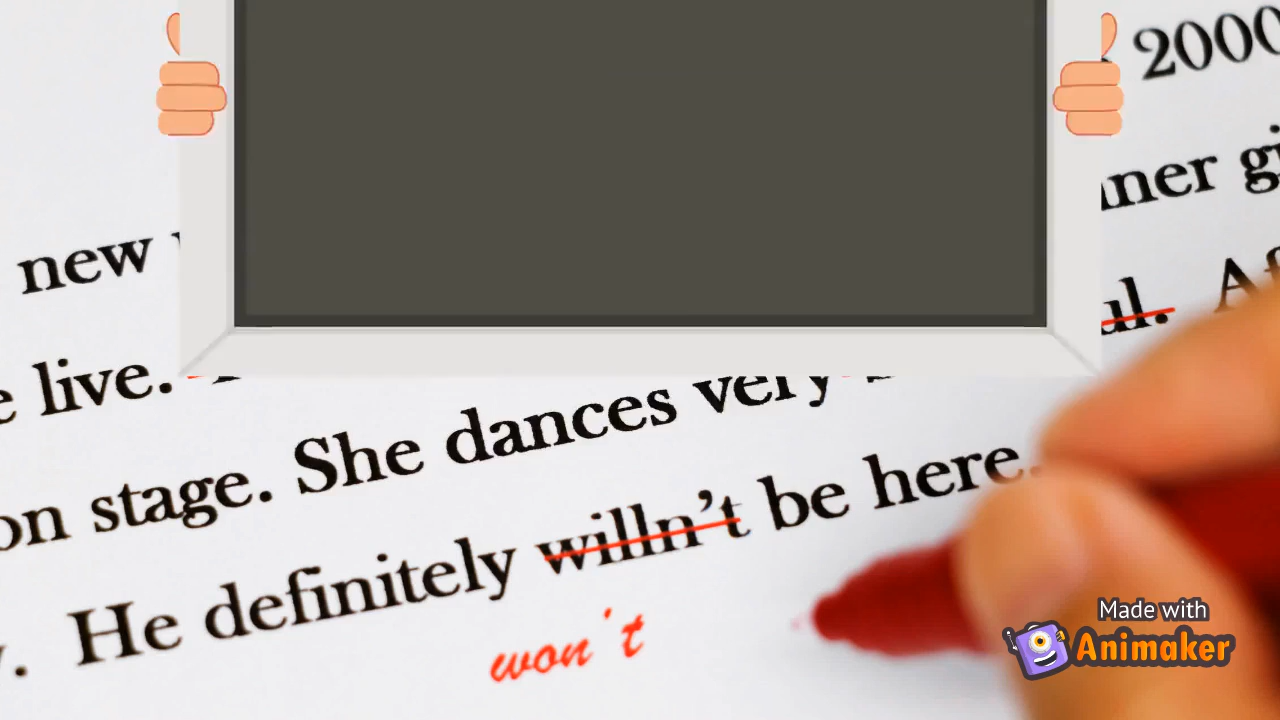 2000
new
ner gi
live.
ul.
on stage. She dances very
He definitely willn't be here.
won't
Made with
Animaker